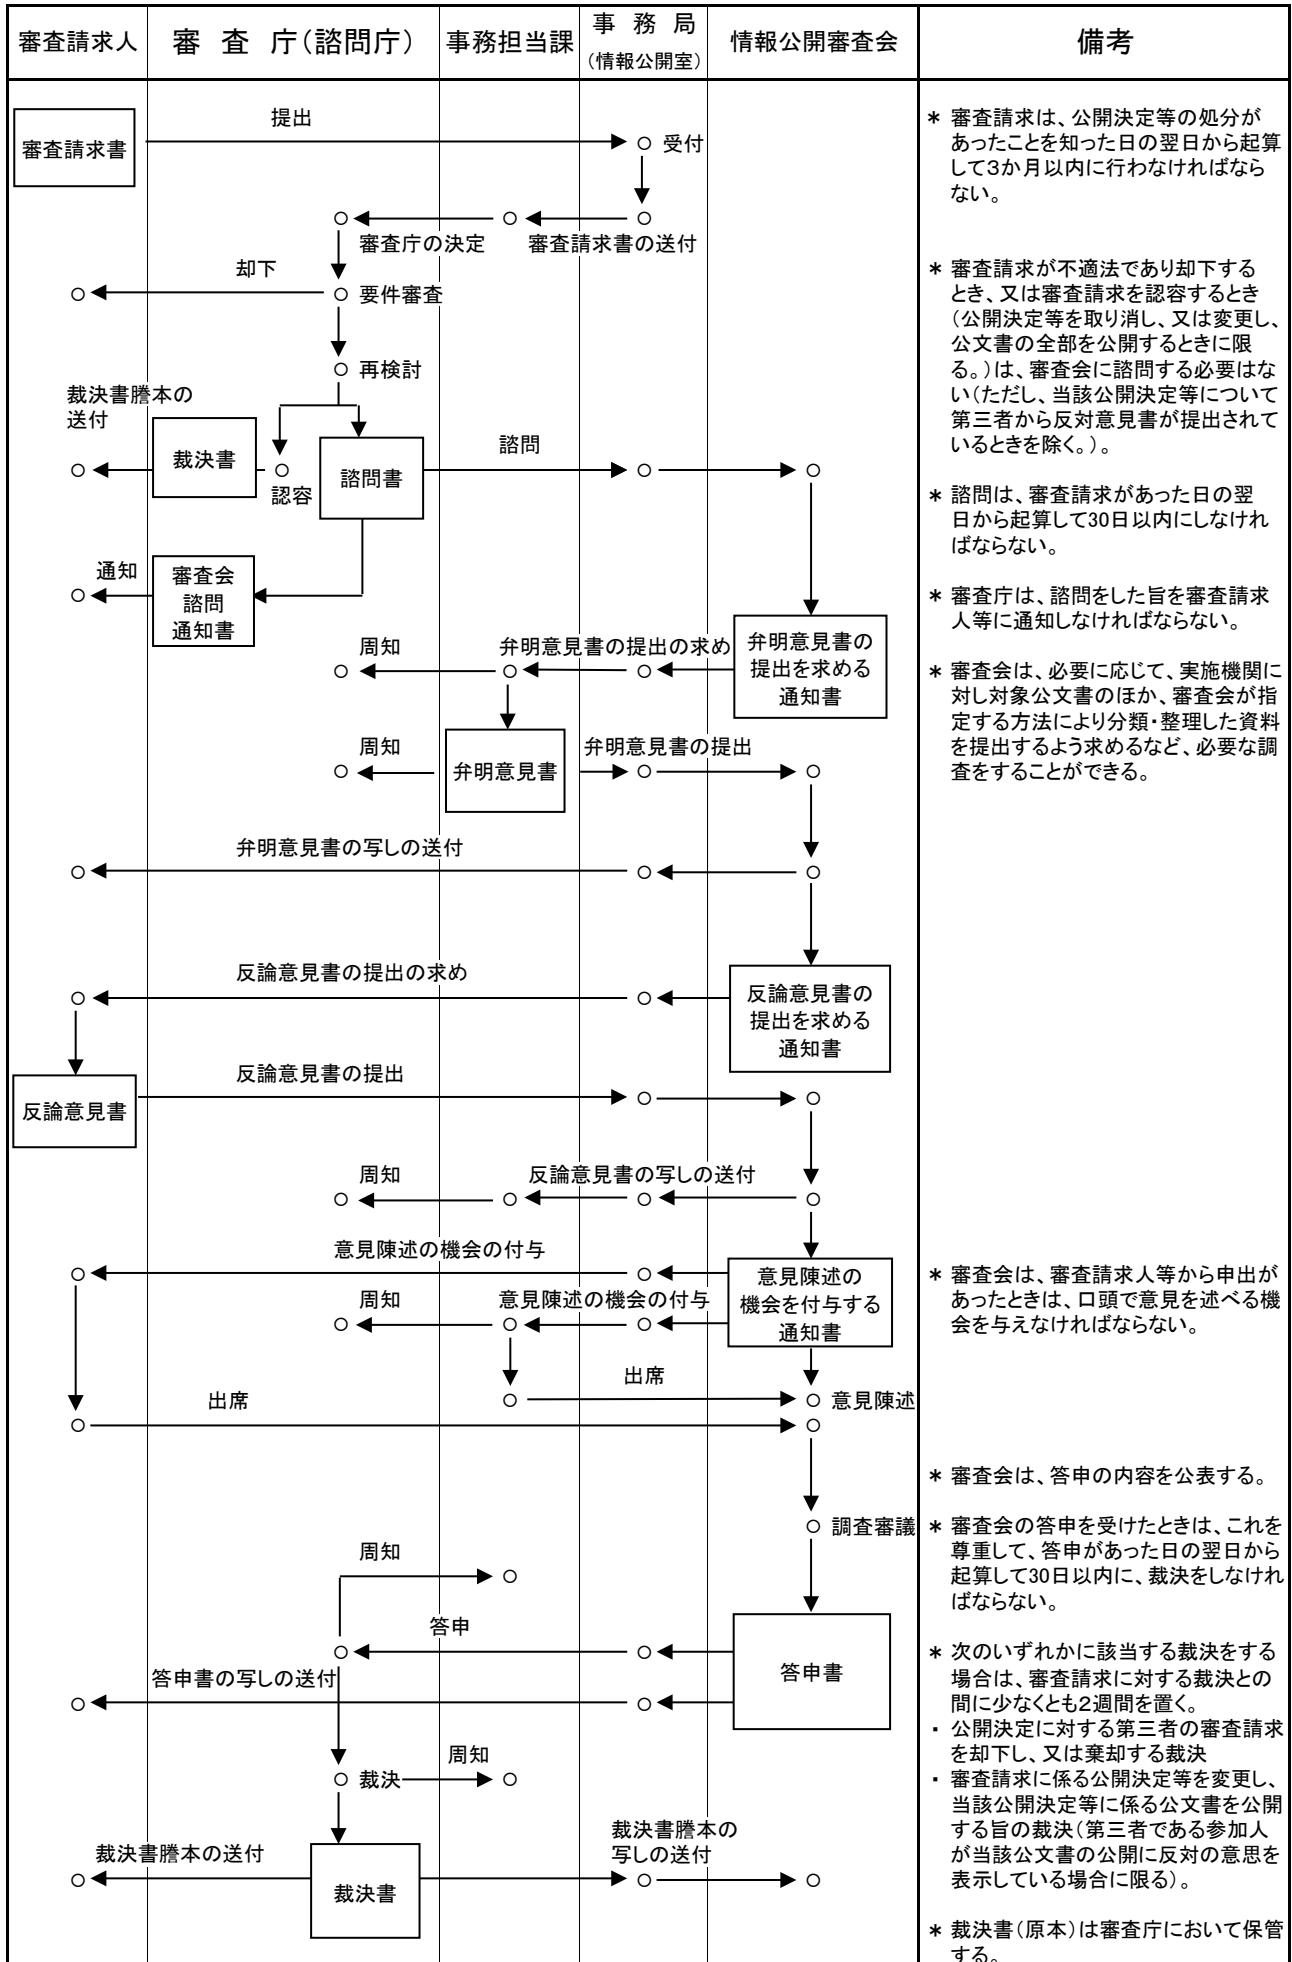 審査請求人
審 査 庁(諮問庁)
事務担当課
事 務 局
(情報公開室)
情報公開審査会
備考
提出
審査請求書
受付
審査庁の決定
審査請求書の送付
却下
要件審査
再検討
裁決書謄本の
送付
裁決書
認容
諮問書
諮問
通知
審査会
諮問
通知書
周知
弁明意見書の提出の求め
弁明意見書の
提出を求める
通知書
周知
弁明意見書
弁明意見書の提出
弁明意見書の写しの送付
反論意見書の提出の求め
反論意見書の
提出を求める
通知書
反論意見書の提出
反論意見書
周知
反論意見書の写しの送付
意見陳述の機会の付与
周知
意見陳述の機会の付与
意見陳述の
機会を付与する
通知書
出席
出席
意見陳述
調査審議
周知
答申
答申書
答申書の写しの送付
周知
裁決
裁決書謄本の送付
裁決書
裁決書謄本の
写しの送付
* 審査請求は、公開決定等の処分が
あったことを知った日の翌日から起算
して3か月以内に行わなければなら
ない。
* 審査請求が不適法であり却下する
とき、又は審査請求を認容するとき
(公開決定等を取り消し、又は変更し、
公文書の全部を公開するときに限
る。)は、審査会に諮問する必要はな
い(ただし、当該公開決定等について
第三者から反対意見書が提出されて
いるときを除く。)。
* 諮問は、審査請求があった日の翌
日から起算して30日以内にしなけれ
ばならない。
* 審査庁は、諮問をした旨を審査請求
人等に通知しなければならない。
* 審査会は、必要に応じて、実施機関に
対し対象公文書のほか、審査会が指
定する方法により分類・整理した資料
を提出するよう求めるなど、必要な調
査をすることができる。
* 審査会は、審査請求人等から申出が
あったときは、口頭で意見を述べる機
会を与えなければならない。
* 審査会は、答申の内容を公表する。
* 審査会の答申を受けたときは、これを
尊重して、答申があった日の翌日から
起算して30日以内に、裁決をしなけれ
ばならない。
* 次のいずれかに該当する裁決をする
場合は、審査請求に対する裁決との
間に少なくとも2週間を置く。
・ 公開決定に対する第三者の審査請求
を却下し、又は棄却する裁決
・ 審査請求に係る公開決定等を変更し、
当該公開決定等に係る公文書を公開
する旨の裁決(第三者である参加人
が当該公文書の公開に反対の意思を
表示している場合に限る)。
* 裁決書(原本)は審査庁において保管
する。